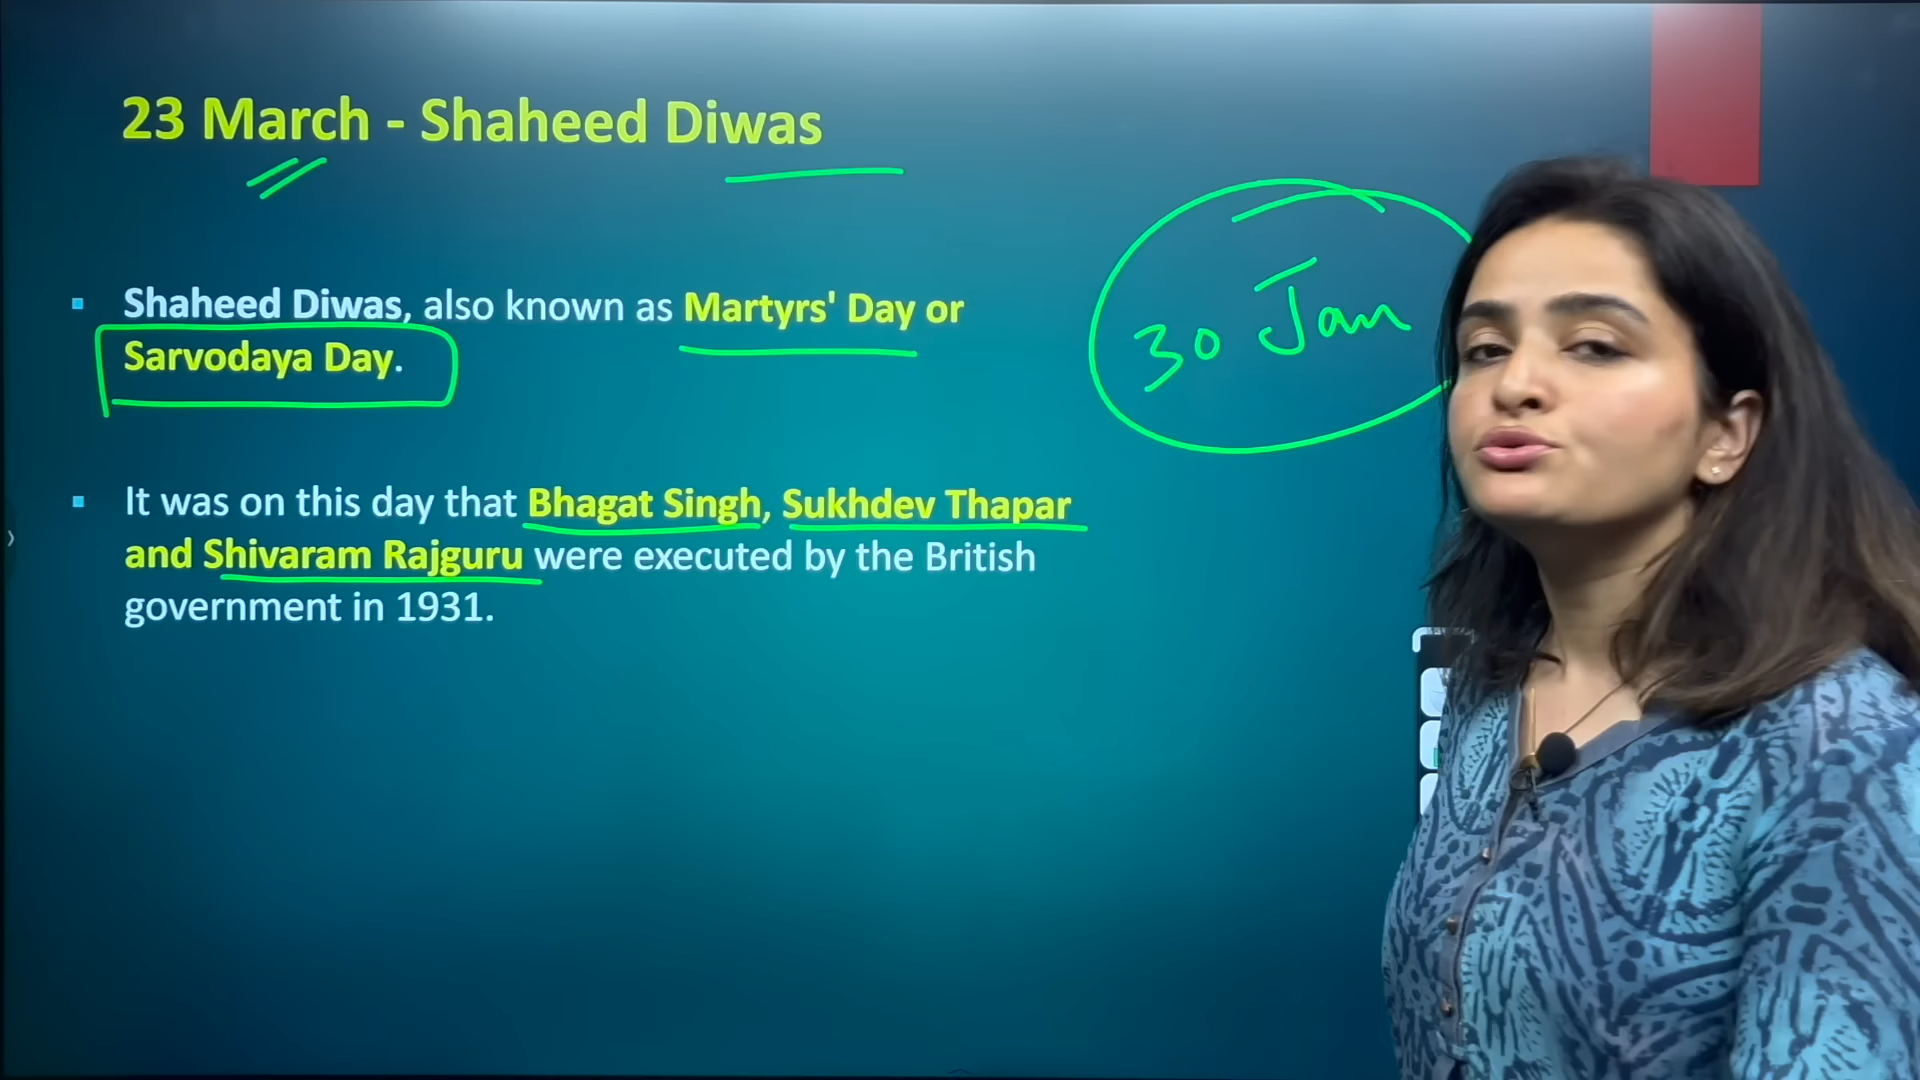 23 March - Shaheed Diwas
Shaheed Diwas, also known as Martyrs' Day or
Sarvodaya Day.
30 Jan
It was on this day that Bhagat Singh, Sukhdev Thapar
and Shivaram Rajguru were executed by the British
government in 1931.